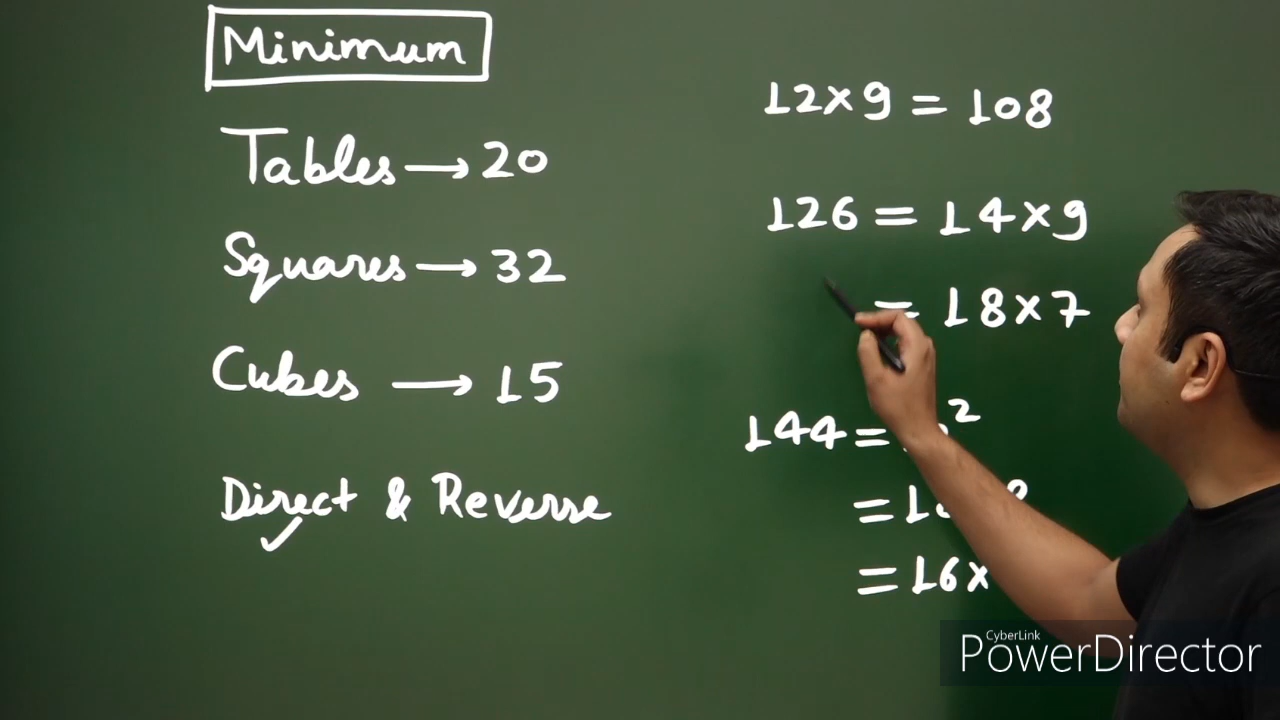 Minimum
Tables → 20
Squares → 32
Cubes → 15
Direct & Reverse
12×9 = 108
126 = 14×9
= 18×7
144 =
=
= 16×
CyberLink
PowerDirector